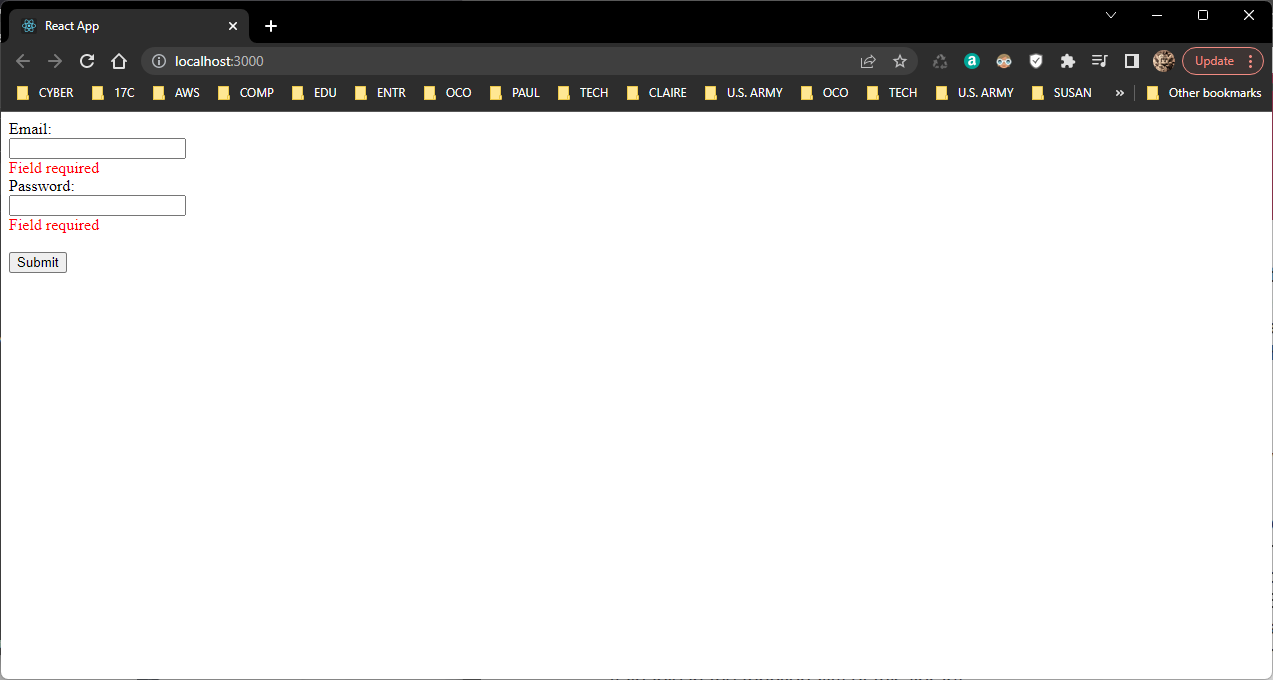 React App
localhost:3000
Update
CYBER 17C AWS COMP EDU ENTR OCO PAUL TECH CLAIRE U.S. ARMY OCO TECH U.S. ARMY SUSAN » Other bookmarks
Email:
Field required
Password:
Field required
Submit